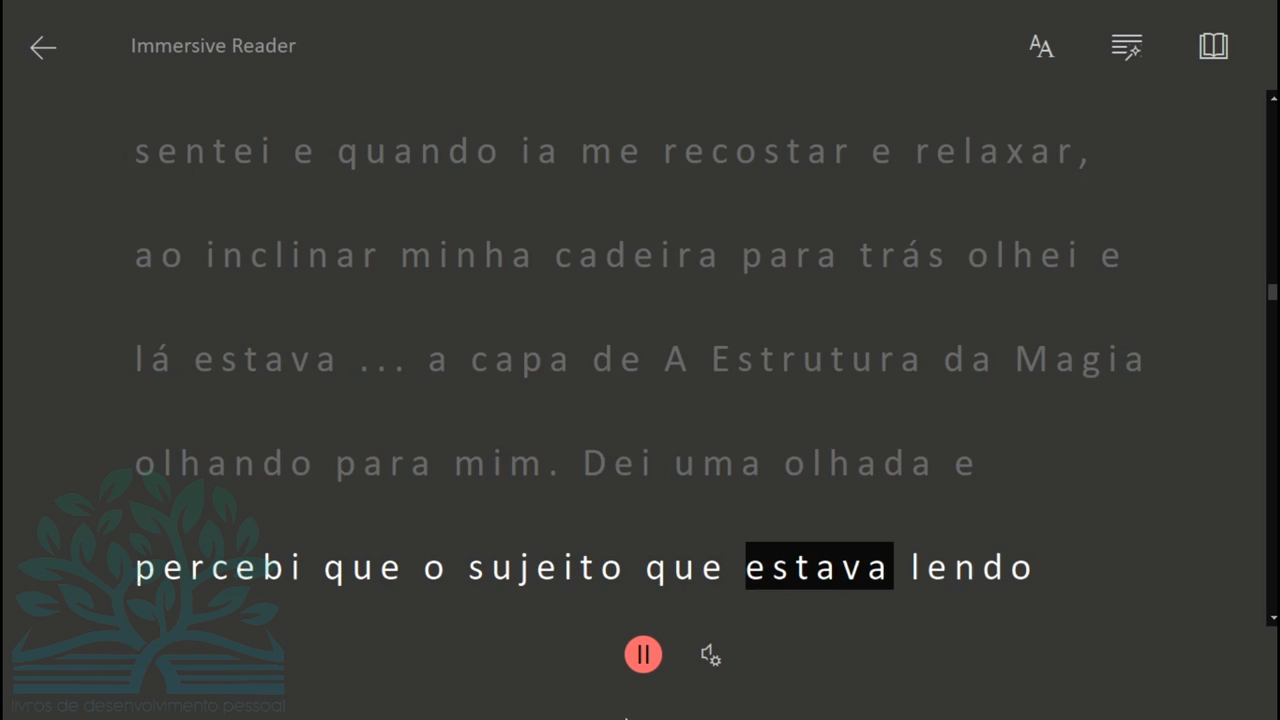 Immersive Reader
sentei e quando ia me recostar e relaxar,
ao inclinar minha cadeira para trás olhei e
lá estava ... a capa de A Estrutura da Magia
olhando para mim. Dei uma olhada e
percebi que o sujeito que estava lendo
livros de desenvolvimento pessoal